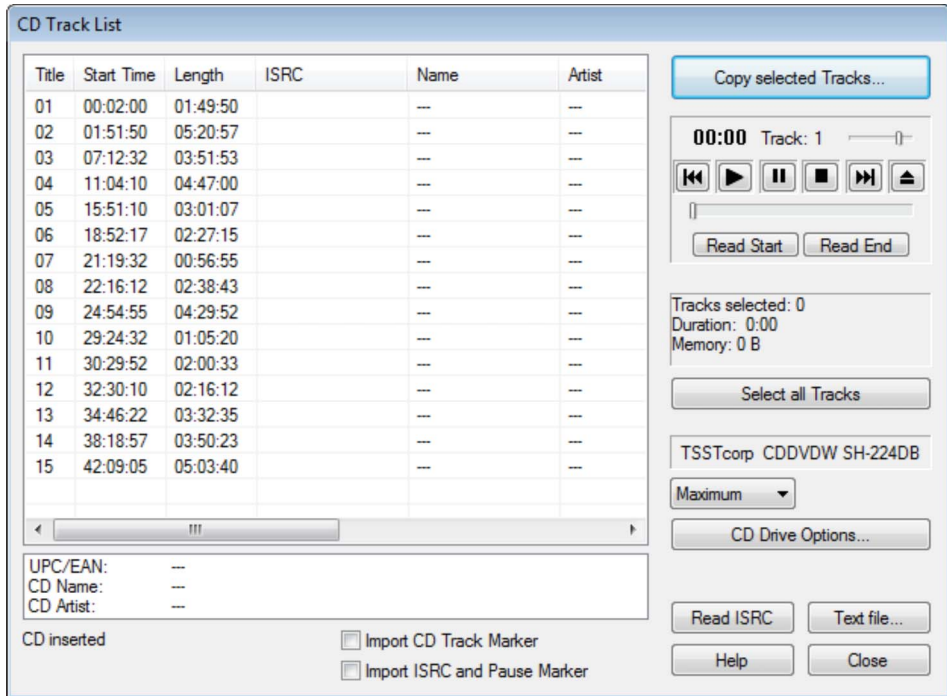 CD Track List
Title Start Time Length ISRC Name Artist
01 00:02:00 01:49:50 --- ---
02 01:51:50 05:20:57 --- ---
03 07:12:32 03:51:53 --- ---
04 11:04:10 04:47:00 --- ---
05 15:51:10 03:01:07 --- ---
06 18:52:17 02:27:15 --- ---
07 21:19:32 00:56:55 --- ---
08 22:16:12 02:38:43 --- ---
09 24:54:55 04:29:52 --- ---
10 29:24:32 01:05:20 --- ---
11 30:29:52 02:00:33 --- ---
12 32:30:10 02:16:12 --- ---
13 34:46:22 03:32:35 --- ---
14 38:18:57 03:50:23 --- ---
15 42:09:05 05:03:40 --- ---
UPC/EAN: ---
CD Name: ---
CD Artist: ---
CD inserted
Import CD Track Marker
Import ISRC and Pause Marker
Copy selected Tracks...
00:00 Track: 1
Read Start Read End
Tracks selected: 0
Duration: 0:00
Memory: 0 B
Select all Tracks
TSSTcorp CDDVDW SH-224DB
Maximum
CD Drive Options...
Read ISRC Text file...
Help Close